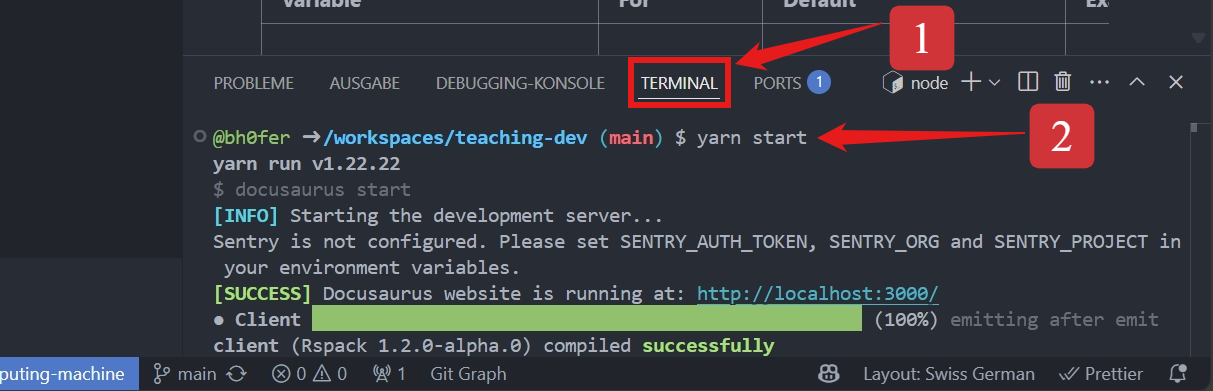 Variable For Default Ex
1
PROBLEME AUSGABE DEBUGGING-KONSOLE TERMINAL PORTS 1 node
@bh0fer ➜/workspaces/teaching-dev (main) $ yarn start
2
yarn run v1.22.22
$ docusaurus start
[INFO] Starting the development server...
Sentry is not configured. Please set SENTRY_AUTH_TOKEN, SENTRY_ORG and SENTRY_PROJECT in
your environment variables.
[SUCCESS] Docusaurus website is running at: http://localhost:3000/
● Client (100%) emitting after emit
client (Rspack 1.2.0-alpha.0) compiled successfully
puting-machine main 0 0 1 Git Graph Layout: Swiss German Prettier